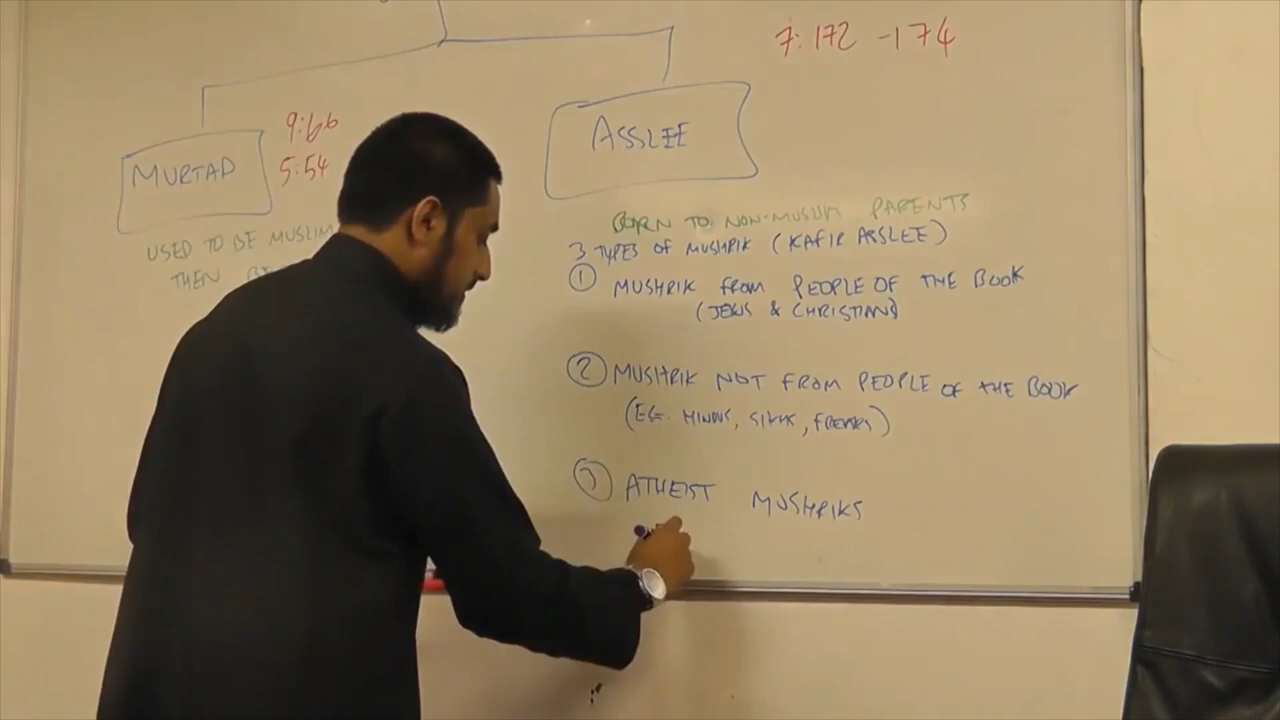 7:172 -174
MURTAD
9:66
5:54
USED TO BE MUSLIM
THEN BE
ASSLEE
BORN TO NON-MUSLIM PARENTS
3 TYPES OF MUSHRIK (KAFIR ASSLEE)
① MUSHRIK FROM PEOPLE OF THE BOOK
(JEWS & CHRISTIANS)
② MUSHRIK NOT FROM PEOPLE OF THE BOOK
(EG. HINDUS, SIKHS,
③ ATHEIST MUSHRIKS